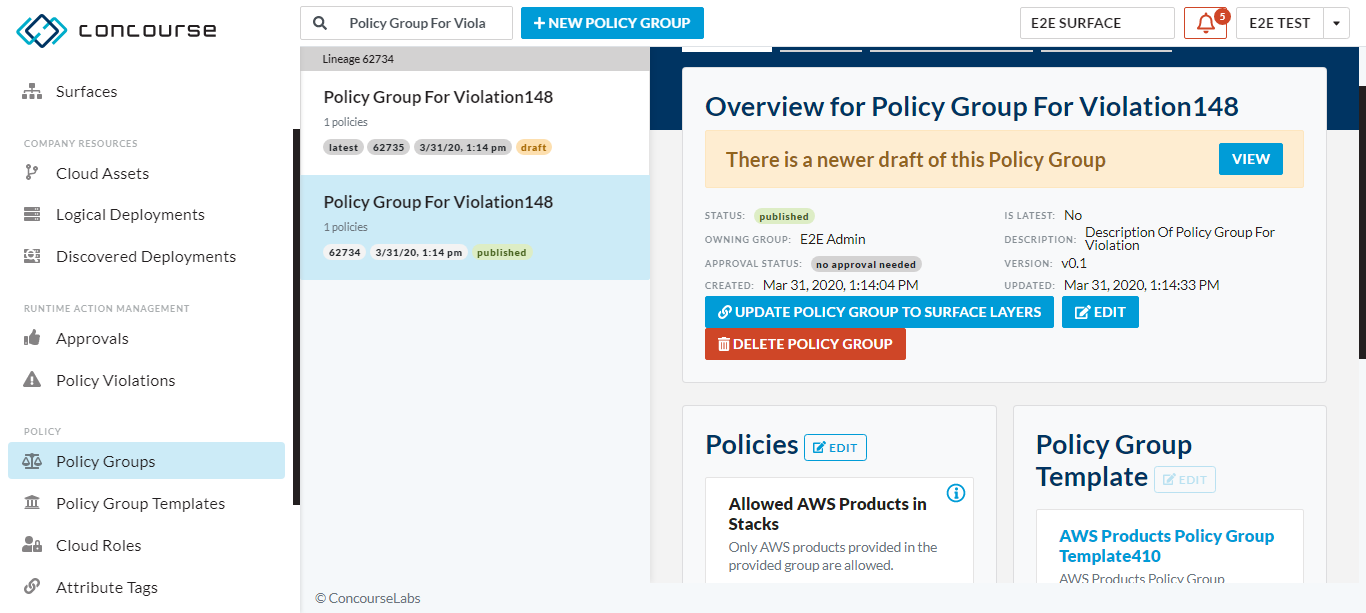 concourse
Policy Group For Viola
NEW POLICY GROUP
E2E SURFACE
5
E2E TEST
Surfaces
COMPANY RESOURCES
Cloud Assets
Logical Deployments
Discovered Deployments
RUNTIME ACTION MANAGEMENT
Approvals
Policy Violations
POLICY
Policy Groups
Policy Group Templates
Cloud Roles
Attribute Tags
Lineage 62734
Policy Group For Violation148
1 policies
latest 62735 3/31/20, 1:14 pm draft
Policy Group For Violation148
1 policies
62734 3/31/20, 1:14 pm published
Overview for Policy Group For Violation148
There is a newer draft of this Policy Group
VIEW
STATUS: published
OWNING GROUP: E2E Admin
APPROVAL STATUS: no approval needed
CREATED: Mar 31, 2020, 1:14:04 PM
IS LATEST: No
DESCRIPTION: Description Of Policy Group For
Violation
VERSION: v0.1
UPDATED: Mar 31, 2020, 1:14:33 PM
UPDATE POLICY GROUP TO SURFACE LAYERS
EDIT
DELETE POLICY GROUP
Policies
EDIT
Allowed AWS Products in
Stacks
Only AWS products provided in the
provided group are allowed.
Policy Group
Template
EDIT
AWS Products Policy Group
Template410
AWS Products Policy Group
© ConcourseLabs